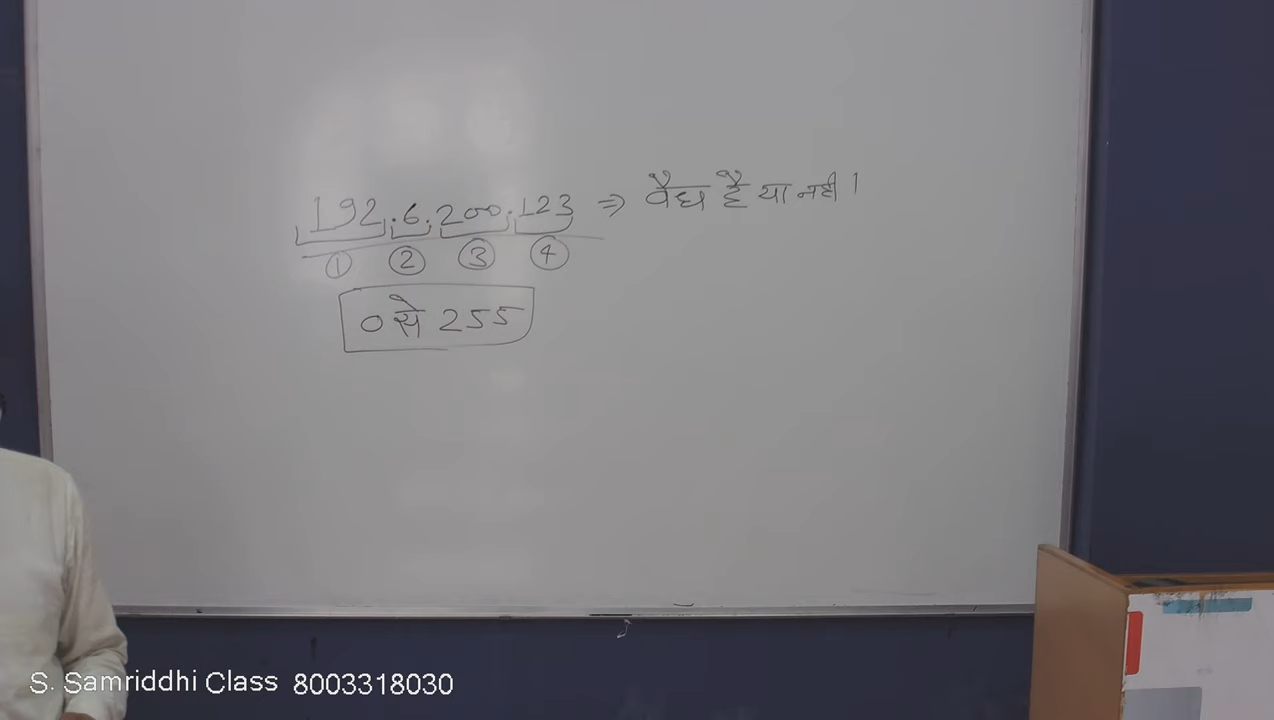 192.6.200.123 ⇒ वैध है या नही।
① ② ③ ④
0 से 255
S. Samriddhi Class 8003318030